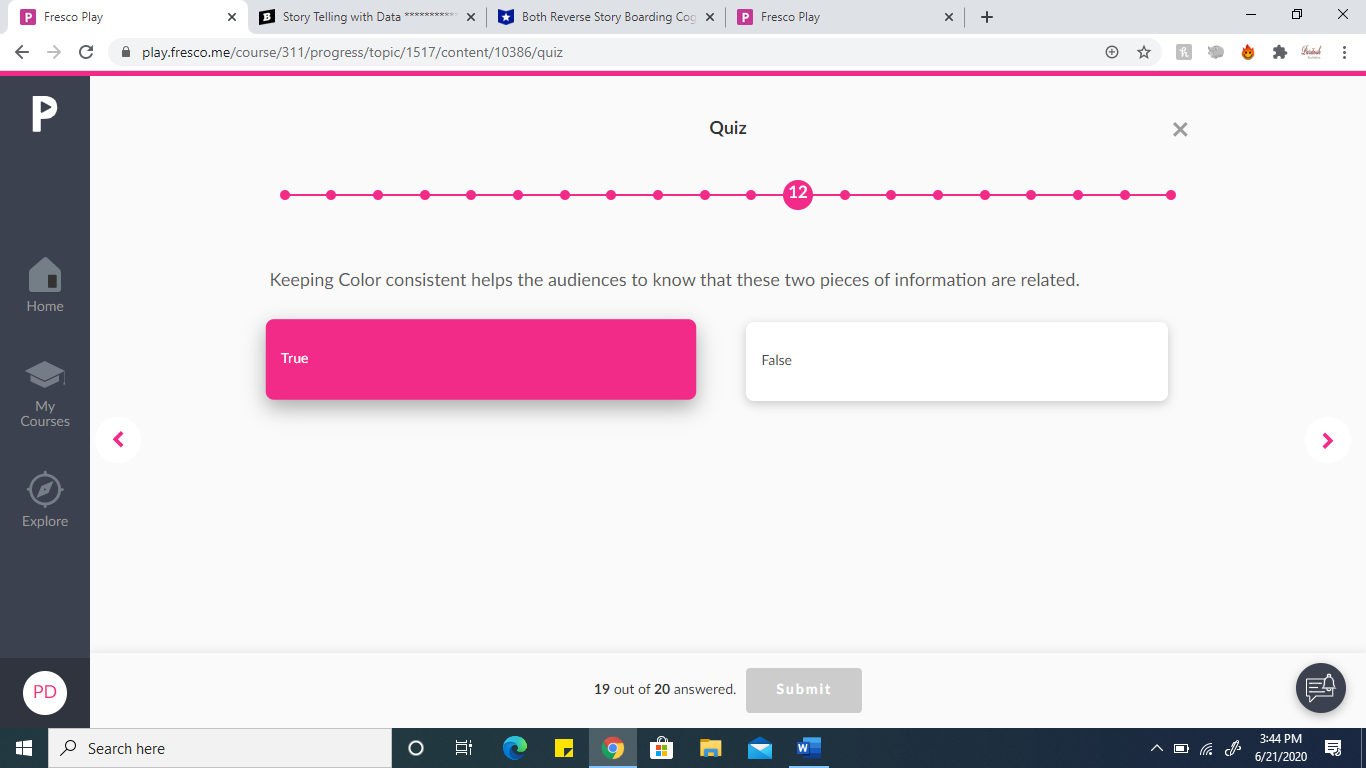 Fresco Play
Story Telling with Data
Both Reverse Story Boarding Cog
Fresco Play
play.fresco.me/course/311/progress/topic/1517/content/10386/quiz
Quiz
12
Keeping Color consistent helps the audiences to know that these two pieces of information are related.
True
False
Home
My
Courses
Explore
PD
19 out of 20 answered.
Submit
Search here
3:44 PM
6/21/2020